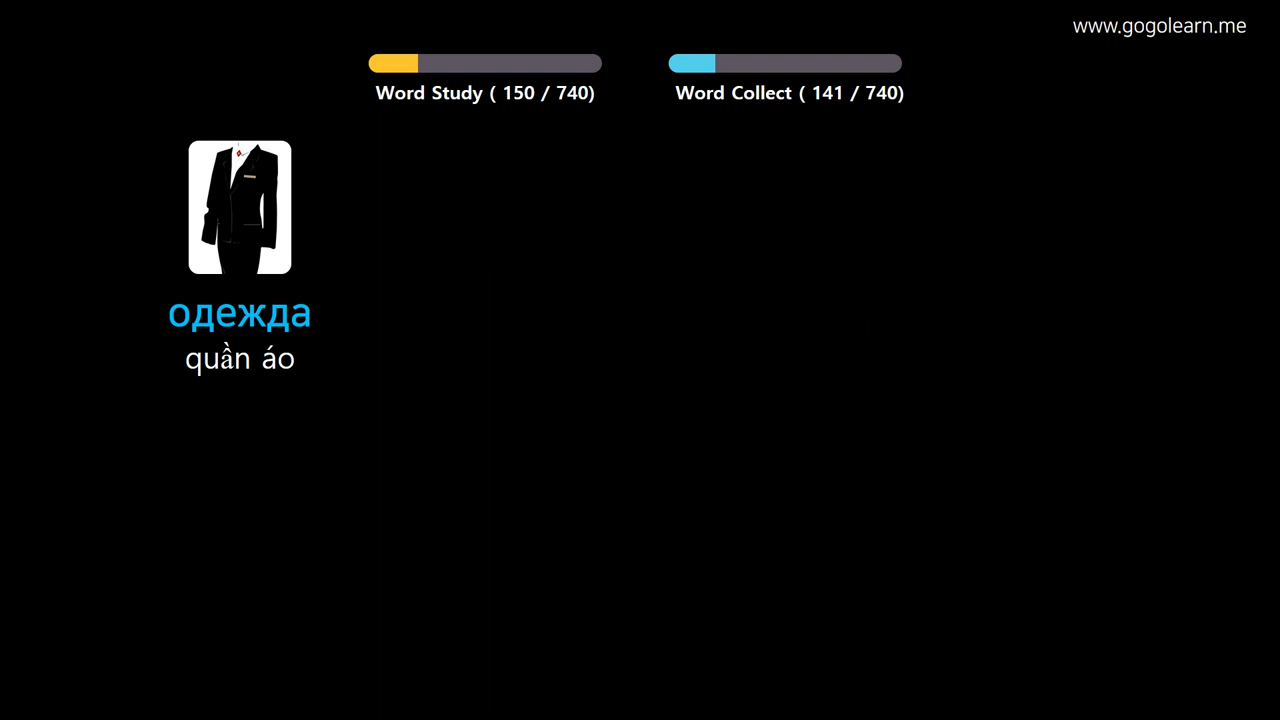 www.gogolearn.me
Word Study ( 150 / 740)
Word Collect ( 141 / 740)
одежда
quần áo